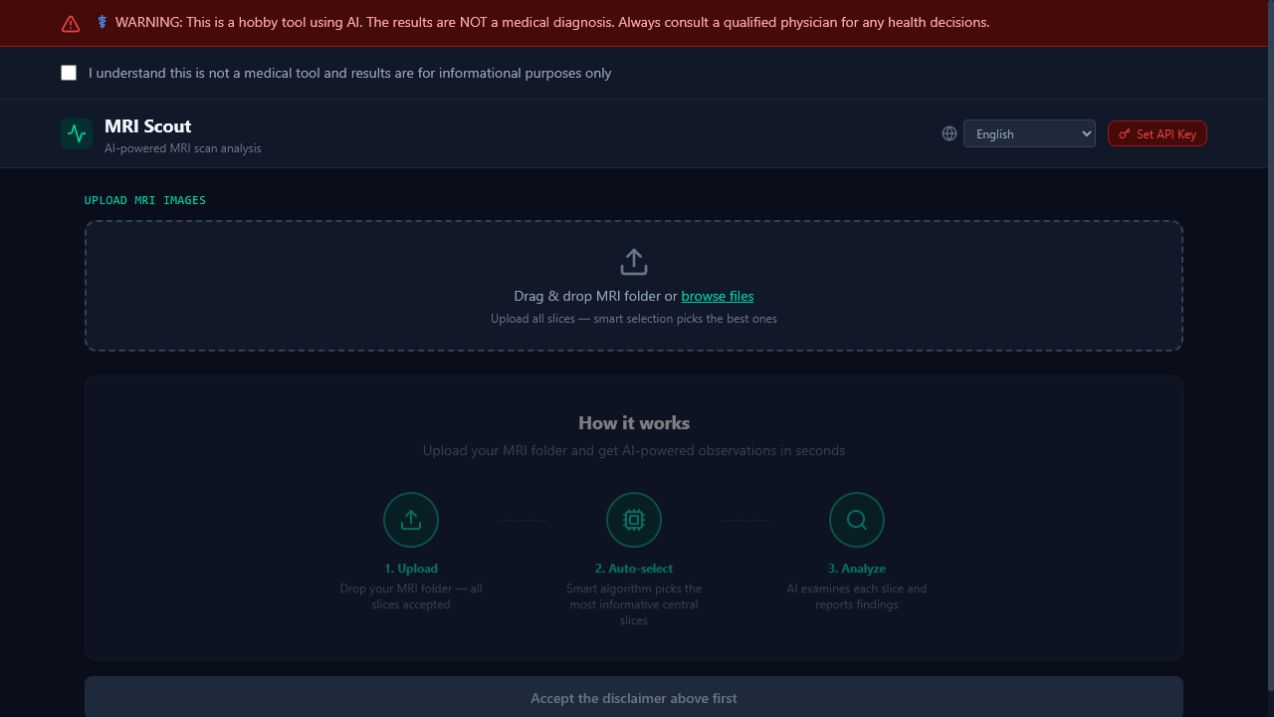 ⚕ WARNING: This is a hobby tool using AI. The results are NOT a medical diagnosis. Always consult a qualified physician for any health decisions.
I understand this is not a medical tool and results are for informational purposes only
MRI Scout
AI-powered MRI scan analysis
English
Set API Key
UPLOAD MRI IMAGES
Drag & drop MRI folder or browse files
Upload all slices — smart selection picks the best ones
How it works
Upload your MRI folder and get AI-powered observations in seconds
1. Upload
Drop your MRI folder — all
slices accepted
2. Auto-select
Smart algorithm picks the
most informative central
slices
3. Analyze
AI examines each slice and
reports findings
Accept the disclaimer above first